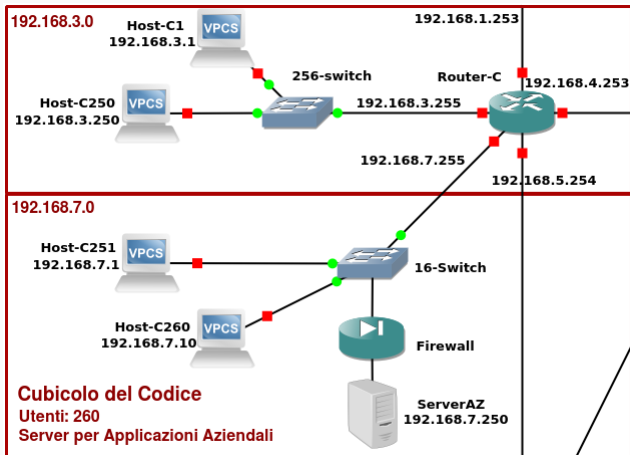 192.168.3.0
Host-C1
192.168.3.1
VPCS
256-switch
Host-C250
192.168.3.250
VPCS
192.168.3.255
192.168.1.253
Router-C
192.168.4.253
192.168.7.255
192.168.5.254
192.168.7.0
Host-C251
192.168.7.1
VPCS
16-Switch
Host-C260
192.168.7.10
VPCS
Firewall
ServerAZ
192.168.7.250
Cubicolo del Codice
Utenti: 260
Server per Applicazioni Aziendali